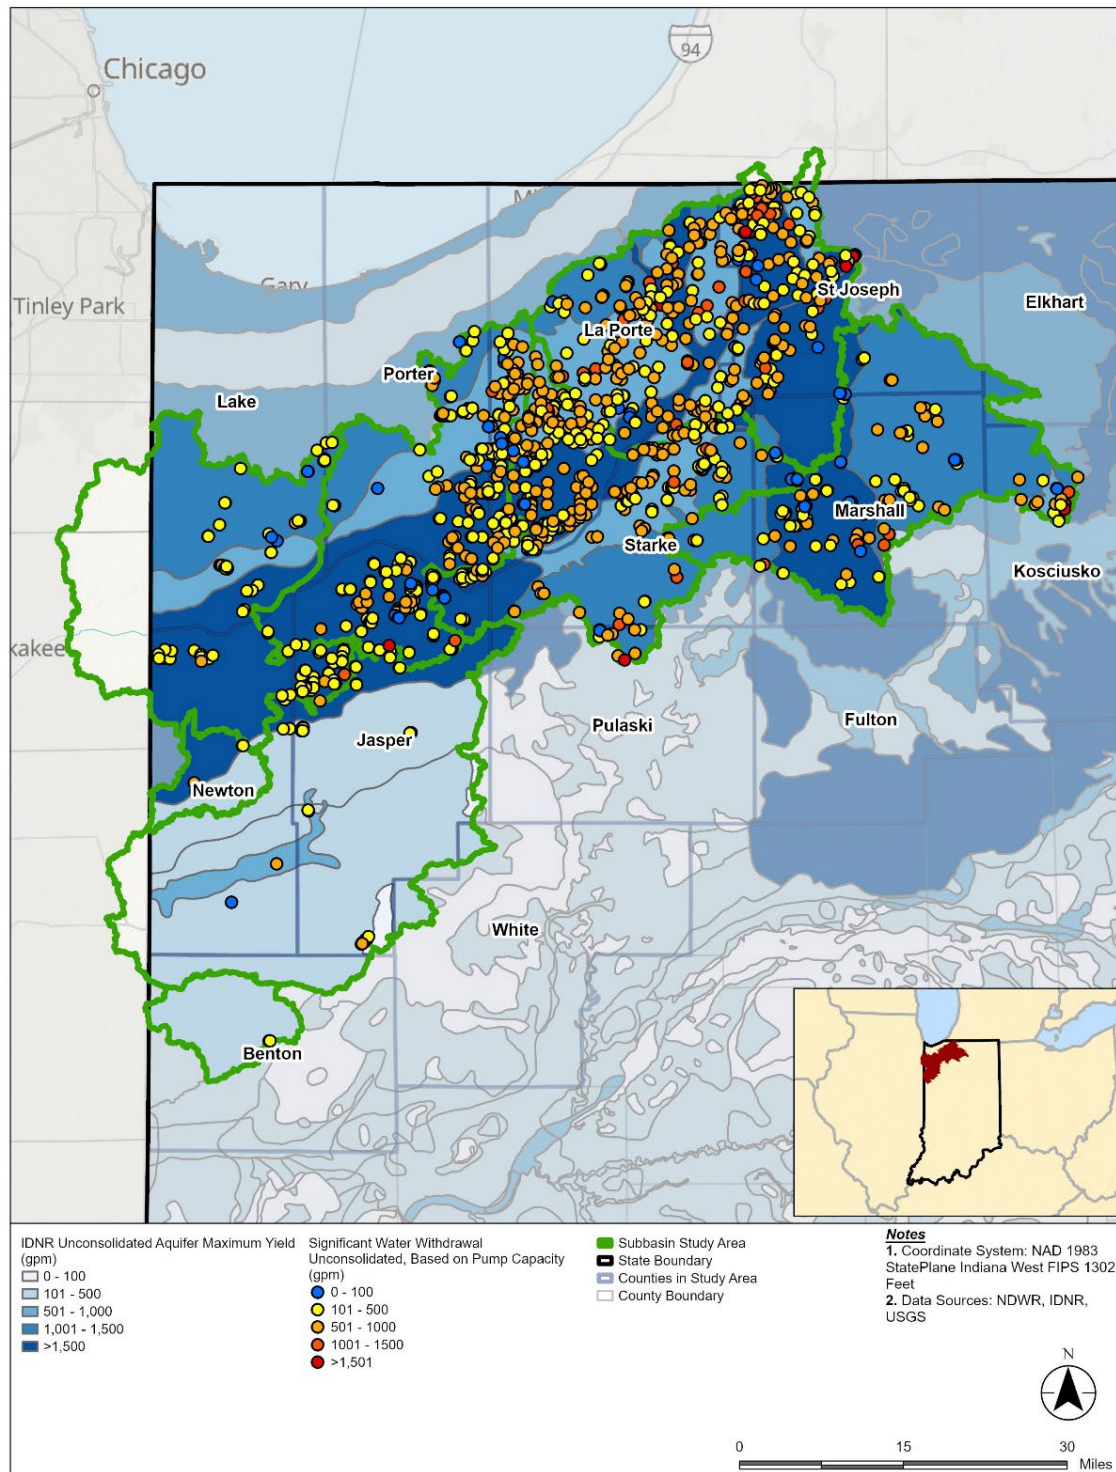 94
Chicago
Gary
Tinley Park
St Joseph
Elkhart
La Porte
Porter
Lake
Marshall
Starke
Kosciusko
kakee
Pulaski
Fulton
Jasper
Newton
White
Benton
IDNR Unconsolidated Aquifer Maximum Yield
(gpm)
0 - 100
101 - 500
501 - 1,000
1,001 - 1,500
>1,500
Significant Water Withdrawal
Unconsolidated, Based on Pump Capacity
(gpm)
0 - 100
101 - 500
501 - 1000
1001 - 1500
>1,501
Subbasin Study Area
State Boundary
Counties in Study Area
County Boundary
Notes
1. Coordinate System: NAD 1983
StatePlane Indiana West FIPS 1302
Feet
2. Data Sources: NDWR, IDNR,
USGS
N
0 15 30
Miles